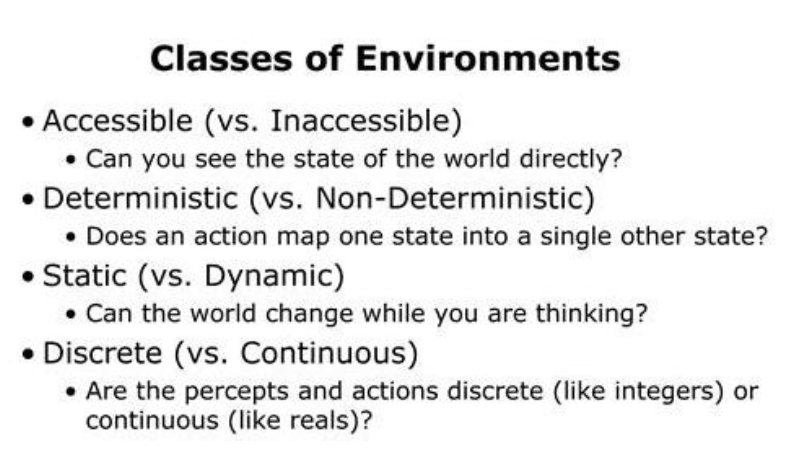 Classes of Environments
• Accessible (vs. Inaccessible)
• Can you see the state of the world directly?
• Deterministic (vs. Non-Deterministic)
• Does an action map one state into a single other state?
• Static (vs. Dynamic)
• Can the world change while you are thinking?
• Discrete (vs. Continuous)
• Are the percepts and actions discrete (like integers) or
continuous (like reals)?